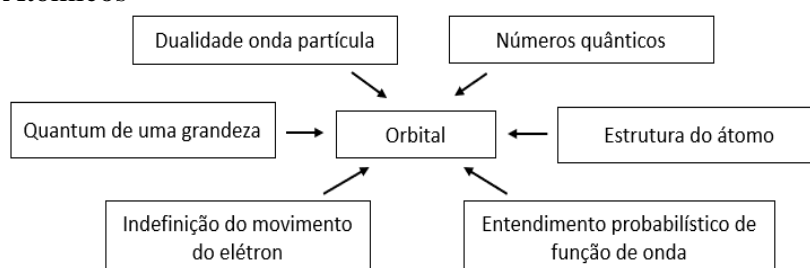 Dualidade onda partícula
Números quânticos
Quantum de uma grandeza
Orbital
Estrutura do átomo
Indefinição do movimento
do elétron
Entendimento probabilístico de
função de onda